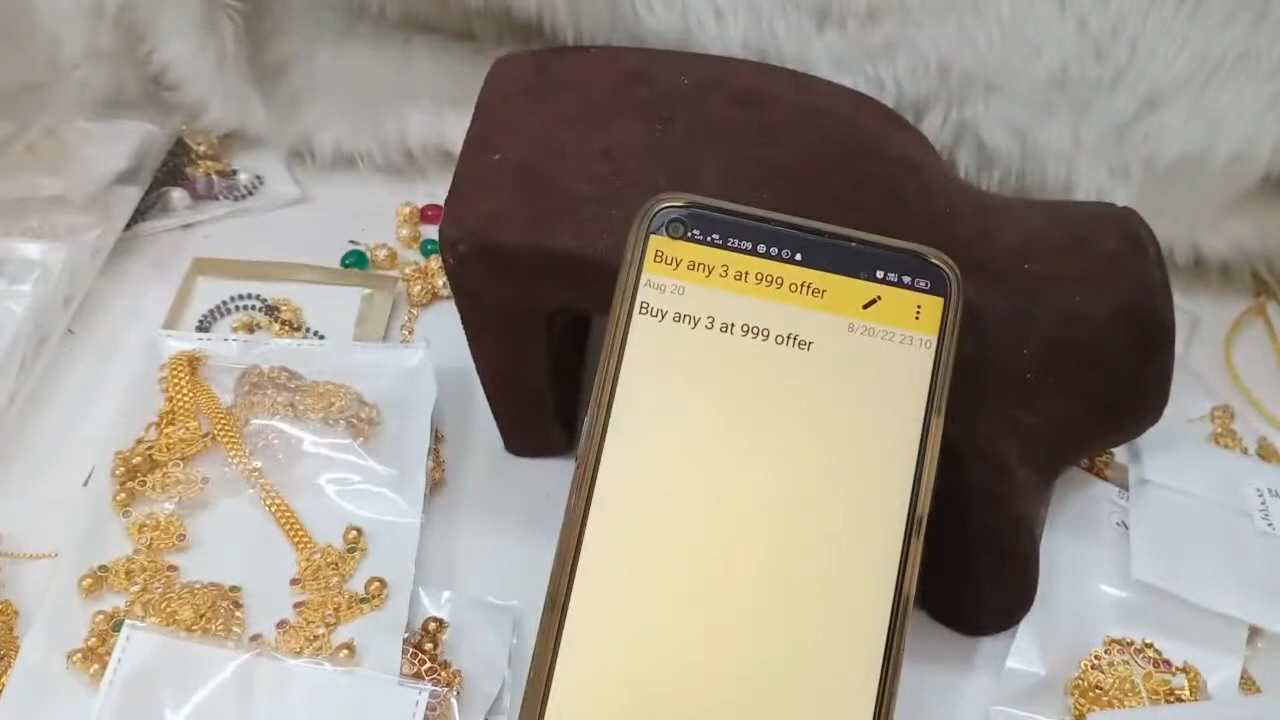 23:09
Buy any 3 at 999 offer
Aug 20
8/20/22 23:10
Buy any 3 at 999 offer